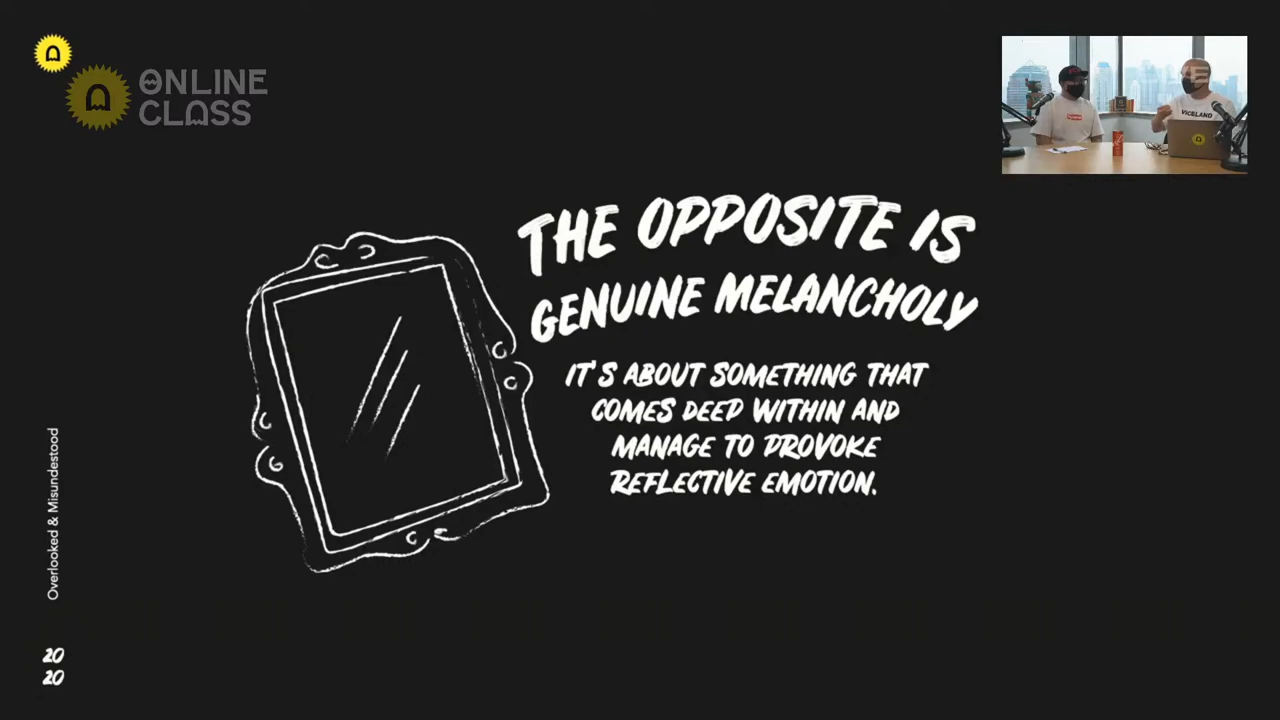 ONLINE
CLASS
THE OPPOSITE IS
GENUINE MELANCHOLY
IT'S ABOUT SOMETHING THAT
COMES DEEP WITHIN AND
MANAGE TO PROVOKE
REFLECTIVE EMOTION.
Overlooked & Misundestood
20
20
VICELAND